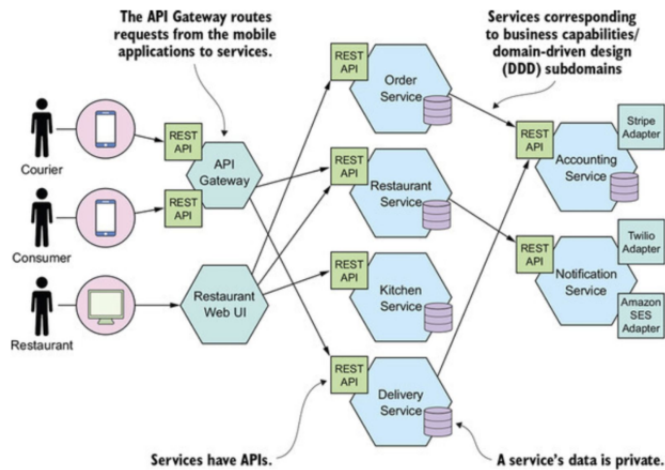 The API Gateway routes
requests from the mobile
applications to services.
Services corresponding
to business capabilities/
domain-driven design
(DDD) subdomains
REST
API
Order
Service
Courier
REST
API
API
Gateway
REST
API
Consumer
REST
API
Restaurant
Service
REST
API
Accounting
Service
Stripe
Adapter
Restaurant
Restaurant
Web UI
REST
API
Kitchen
Service
REST
API
Notification
Service
Twilio
Adapter
Amazon
SES
Adapter
REST
API
Delivery
Service
Services have APIs.
A service's data is private.